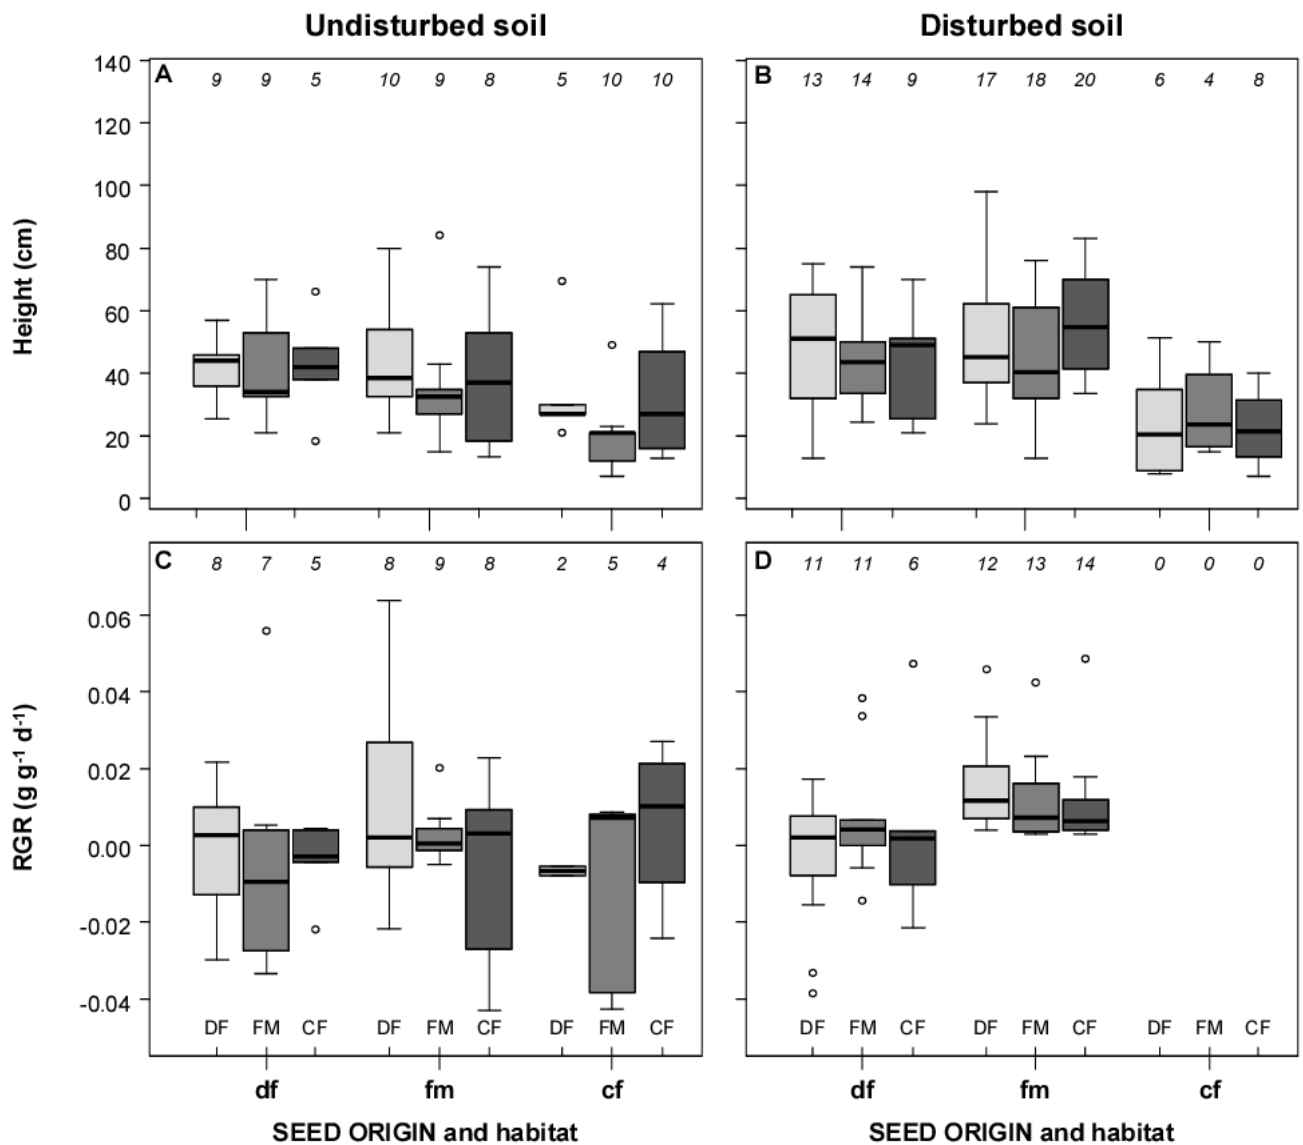 Undisturbed soil Disturbed soil
A 9 9 5 10 9 8 5 10 10
B 13 14 9 17 18 20 6 4 8
Height (cm)
140
120
100
80
60
40
20
0
C 8 7 5 8 9 8 2 5 4
D 11 11 6 12 13 14 0 0 0
RGR (g g⁻¹ d⁻¹)
0.06
0.04
0.02
0.00
-0.02
-0.04
DF FM CF DF FM CF DF FM CF
DF FM CF DF FM CF DF FM CF
df fm cf
df fm cf
SEED ORIGIN and habitat
SEED ORIGIN and habitat